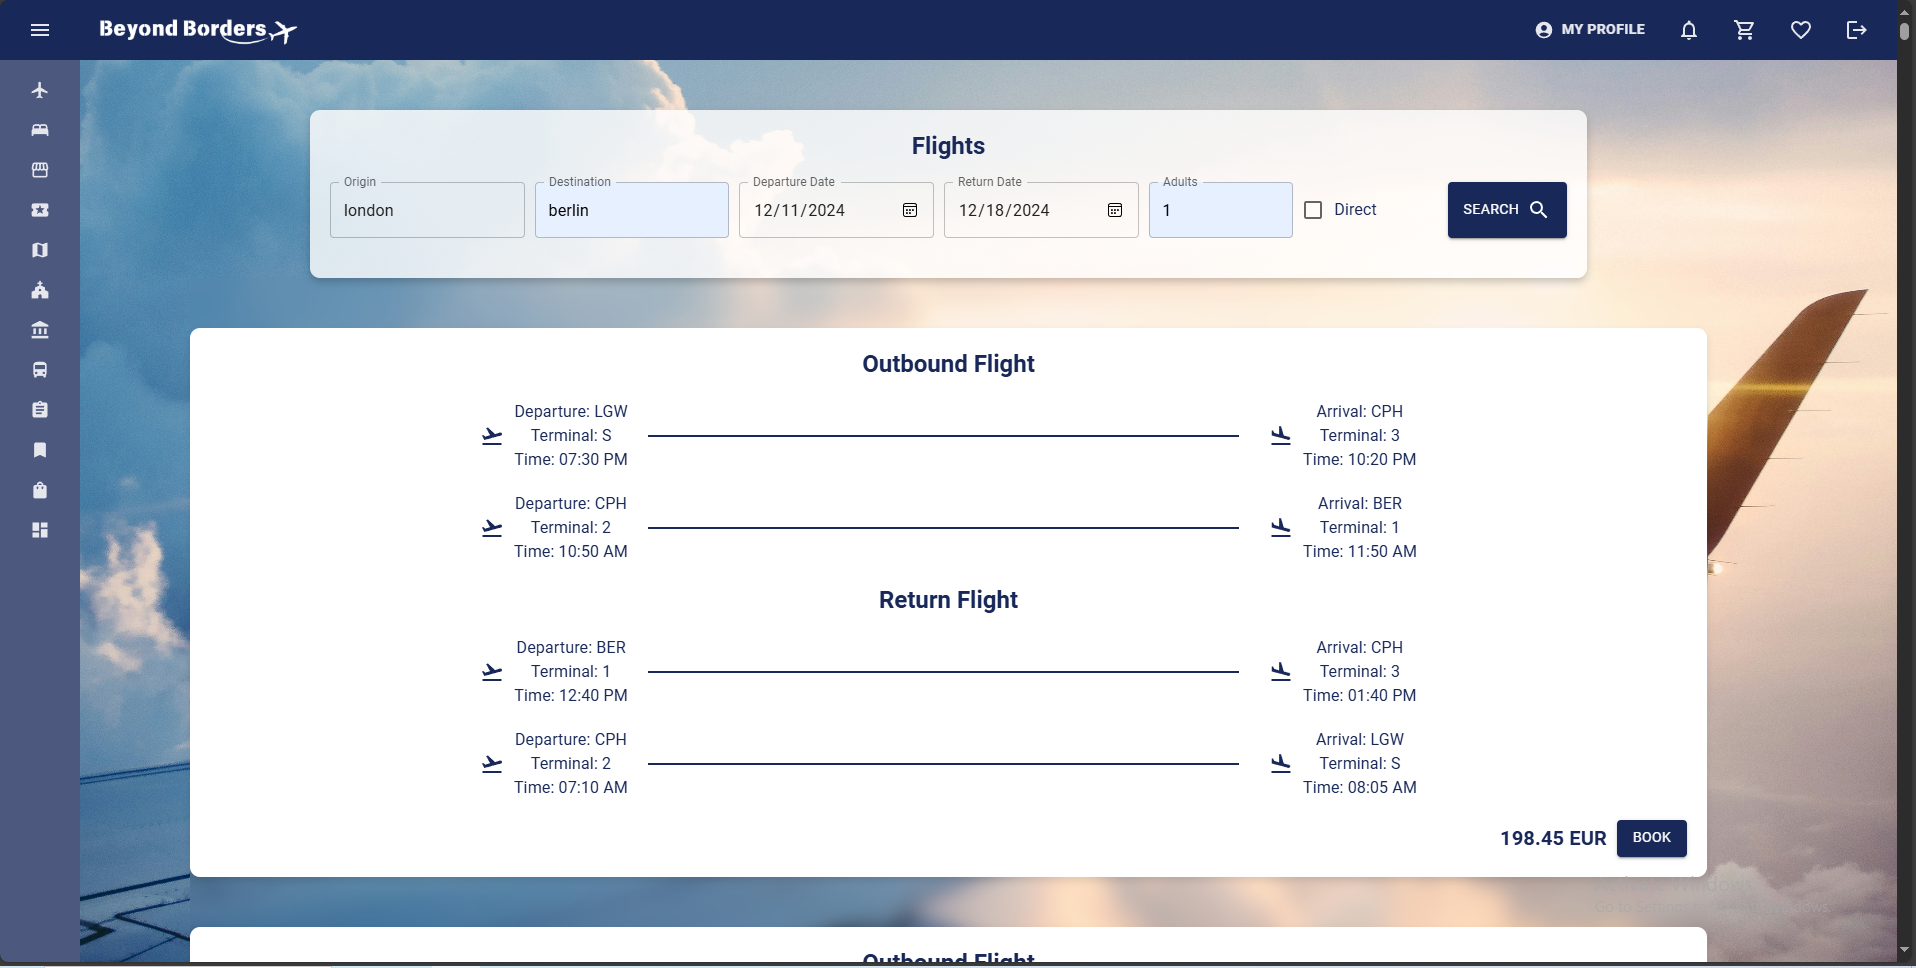 Beyond Borders
MY PROFILE
Flights
Origin
london
Destination
berlin
Departure Date
12/11/2024
Return Date
12/18/2024
Adults
1
Direct
SEARCH
Outbound Flight
Departure: LGW
Terminal: S
Time: 07:30 PM
Arrival: CPH
Terminal: 3
Time: 10:20 PM
Departure: CPH
Terminal: 2
Time: 10:50 AM
Arrival: BER
Terminal: 1
Time: 11:50 AM
Return Flight
Departure: BER
Terminal: 1
Time: 12:40 PM
Arrival: CPH
Terminal: 3
Time: 01:40 PM
Departure: CPH
Terminal: 2
Time: 07:10 AM
Arrival: LGW
Terminal: S
Time: 08:05 AM
198.45 EUR
BOOK
Go to Settings
Outbound Flight